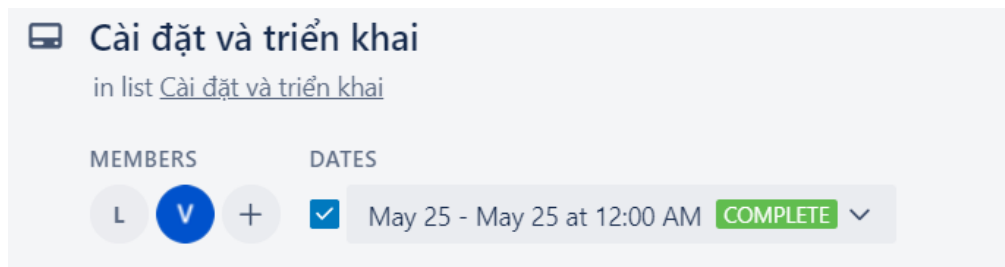 Cài đặt và triển khai
in list Cài đặt và triển khai
MEMBERS DATES
L V + May 25 - May 25 at 12:00 AM COMPLETE